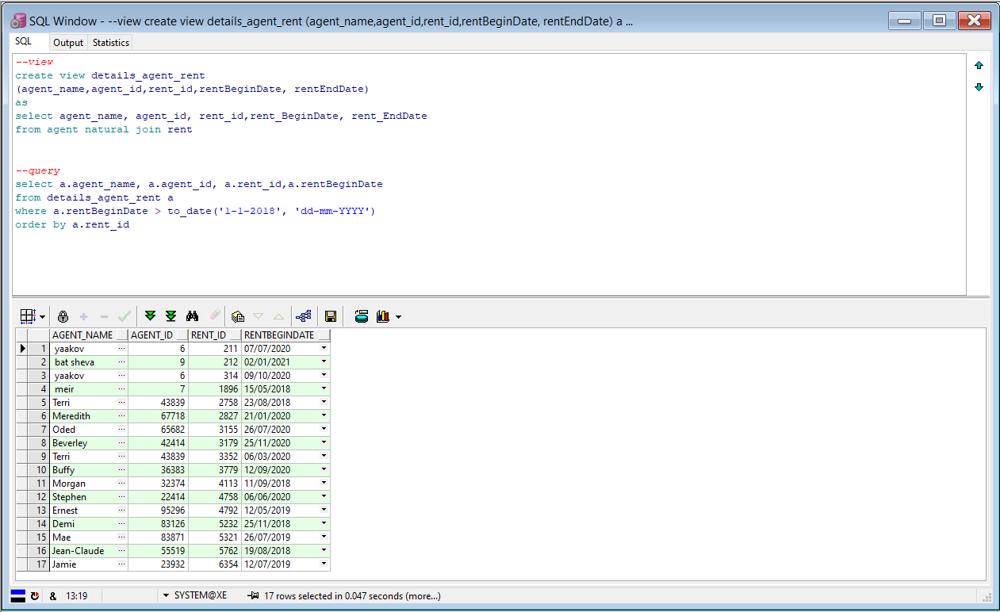 SQL Window - --view create view details_agent_rent (agent_name,agent_id,rent_id,rentBeginDate, rentEndDate) a ...
SQL Output Statistics
--view
create view details_agent_rent
(agent_name,agent_id,rent_id,rentBeginDate, rentEndDate)
as
select agent_name, agent_id, rent_id,rent_BeginDate, rent_EndDate
from agent natural join rent
--query
select a.agent_name, a.agent_id, a.rent_id,a.rentBeginDate
from details_agent_rent a
where a.rentBeginDate > to_date('1-1-2018', 'dd-mm-YYYY')
order by a.rent_id
AGENT_NAME AGENT_ID RENT_ID RENTBEGINDATE
1 yaakov ... 6 211 07/07/2020
2 bat sheva ... 9 212 02/01/2021
3 yaakov ... 6 314 09/10/2020
4 meir ... 7 1896 15/05/2018
5 Terri ... 43839 2758 23/08/2018
6 Meredith ... 67718 2827 21/01/2020
7 Oded ... 65682 3155 26/07/2020
8 Beverley ... 42414 3179 25/11/2020
9 Terri ... 43839 3352 06/03/2020
10 Buffy ... 36383 3779 12/09/2020
11 Morgan ... 32374 4113 11/09/2018
12 Stephen ... 22414 4758 06/06/2020
13 Ernest ... 95296 4792 12/05/2019
14 Demi ... 83126 5232 25/11/2018
15 Mae ... 83871 5321 26/07/2019
16 Jean-Claude ... 55519 5762 19/08/2018
17 Jamie ... 23932 6354 12/07/2019
& 13:19 SYSTEM@XE 17 rows selected in 0.047 seconds (more...)